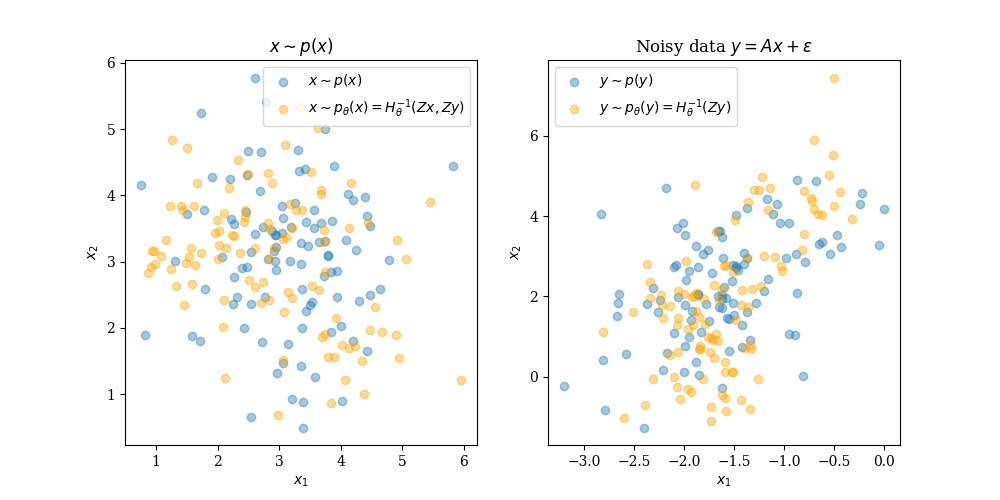 x ∼ p(x)
x ∼ p(x)
x ∼ p_θ(x) = H_θ^{-1}(Zx, Zy)
x_2
6
5
4
3
2
1
1 2 3 4 5 6
x_1
Noisy data y = Ax + ε
y ∼ p(y)
y ∼ p_θ(y) = H_θ^{-1}(Zy)
x_2
6
4
2
0
−3.0 −2.5 −2.0 −1.5 −1.0 −0.5 0.0
x_1